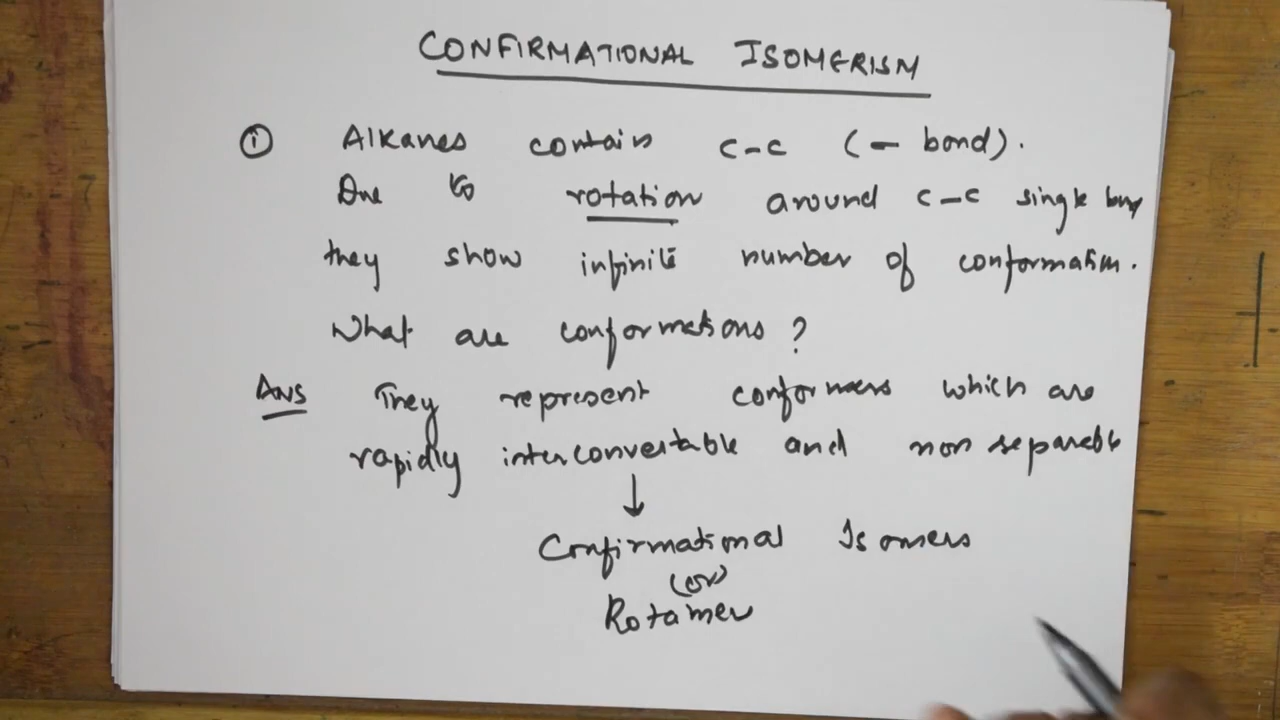 CONFIRMATIONAL ISOMERISM
① Alkanes contain C-C (- bond).
Due to rotation around C-C single bond
they show infinite number of conformation.
What are conformations?
Ans They represent conformers which are
rapidly interconvertable and non separable
↓
Confirmational Isomers
(or)
Rotamer